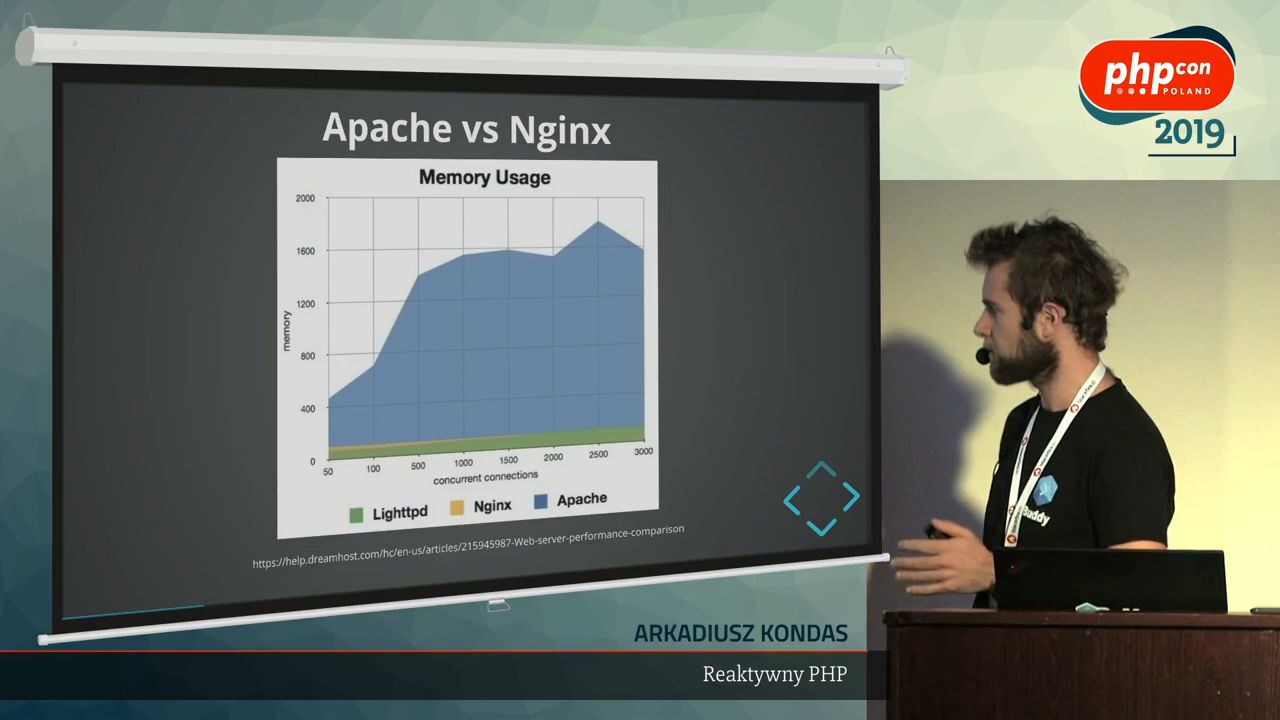 Apache vs Nginx
Memory Usage
2000
1600
1200
800
400
0
memory
50 100 500 1000 1500 2000 2500 3000
concurrent connections
Lighttpd Nginx Apache
https://help.dreamhost.com/hc/en-us/articles/215945987-Web-server-performance-comparison
phpcon
POLAND
2019
Buddy
ARKADIUSZ KONDAS
Reaktywny PHP